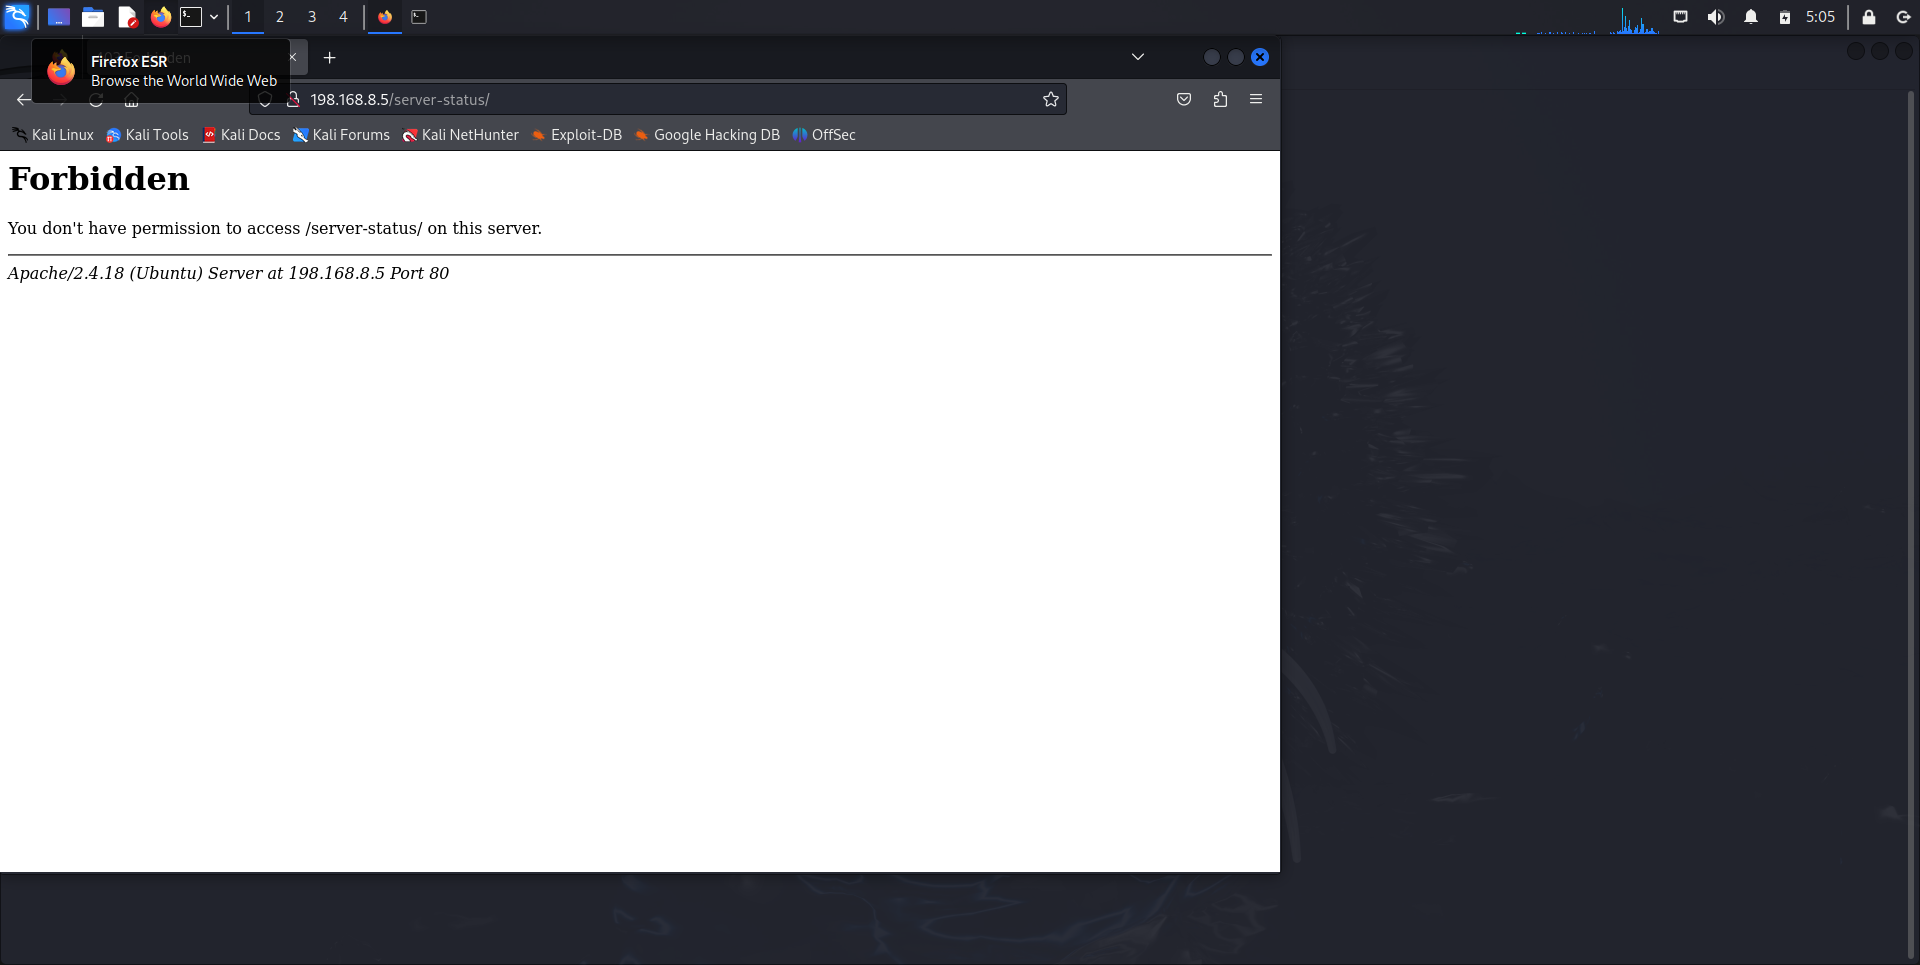 1 2 3 4
5:05
Firefox ESR
Browse the World Wide Web
198.168.8.5/server-status/
Kali Linux Kali Tools Kali Docs Kali Forums Kali NetHunter Exploit-DB Google Hacking DB OffSec
Forbidden
You don't have permission to access /server-status/ on this server.
Apache/2.4.18 (Ubuntu) Server at 198.168.8.5 Port 80